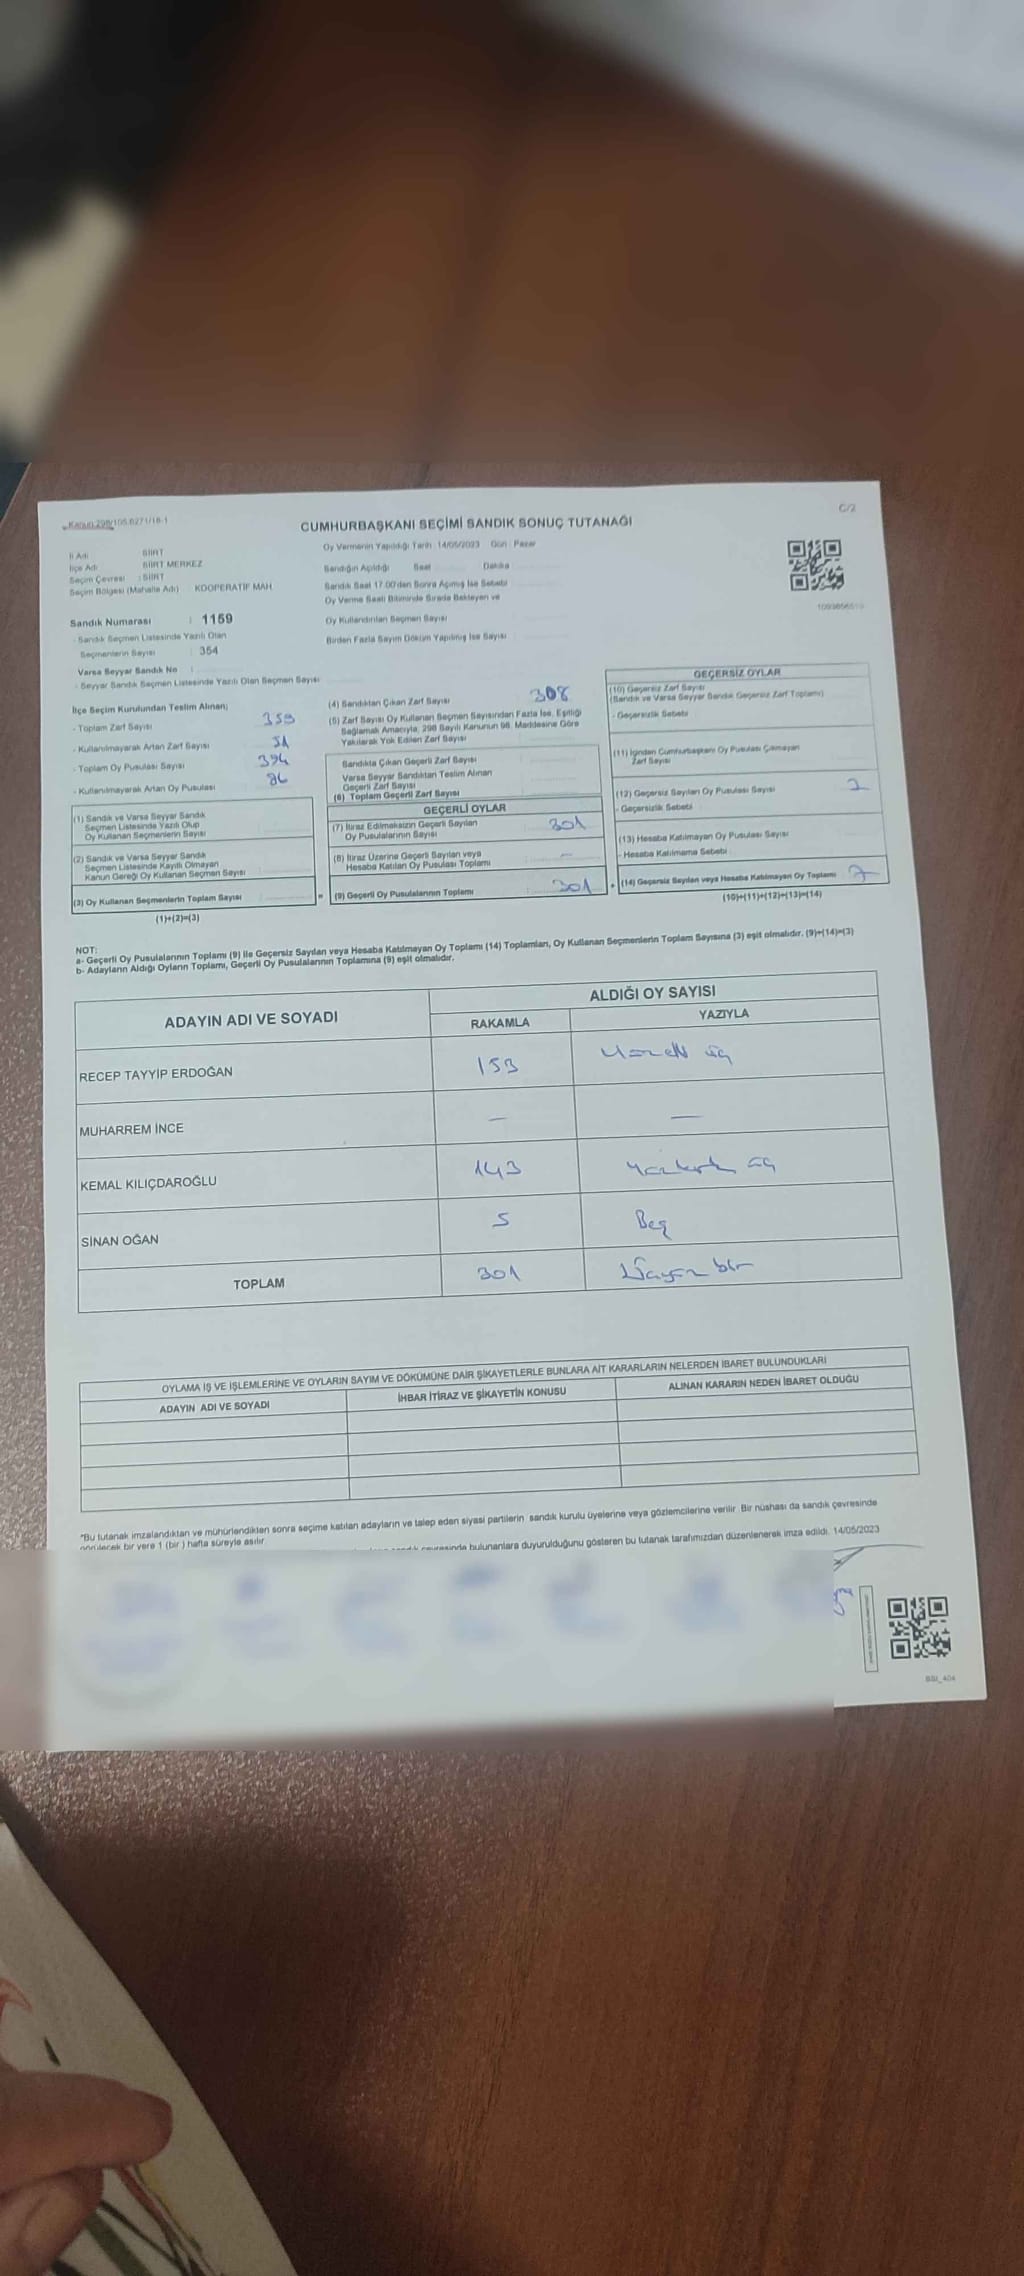 Kanun 298/105,6271/18-1
C/2
CUMHURBAŞKANI SEÇİMİ SANDIK SONUÇ TUTANAĞI
İl Adı SİİRT
İlçe Adı SİİRT MERKEZ
Seçim Çevresi : SİİRT
Seçim Bölgesi (Mahalle Adı) KOOPERATİF MAH
Oy Vermenin Yapıldığı Tarih : 14/05/2023 Gün : Pazar
Sandığın Açıldığı Saat Dakika
Sandık Saat 17.00'den Sonra Açılmış İse Sebebi
Oy Verme Saati Bitiminde Sırada Bekleyen ve
Oy Kullandırılan Seçmen Sayısı
Birden Fazla Sayım Döküm Yapılmış İse Sayısı
Sandık Numarası : 1159
- Sandık Seçmen Listesinde Yazılı Olan
Seçmenlerin Sayısı : 354
Varsa Seyyar Sandık No :
- Seyyar Sandık Seçmen Listesinde Yazılı Olan Seçmen Sayısı
İlçe Seçim Kurulundan Teslim Alınan;
- Toplam Zarf Sayısı 359
- Kullanılmayarak Artan Zarf Sayısı 51
- Toplam Oy Pusulası Sayısı 394
- Kullanılmayarak Artan Oy Pusulası 86
(1) Sandık ve Varsa Seyyar Sandık
Seçmen Listesinde Yazılı Olup
Oy Kullanan Seçmenlerin Sayısı
(2) Sandık ve Varsa Seyyar Sandık
Seçmen Listesinde Kayıtlı Olmayan
Kanun Gereği Oy Kullanan Seçmen Sayısı
(3) Oy Kullanan Seçmenlerin Toplam Sayısı
(1)+(2)=(3)
(4) Sandıktan Çıkan Zarf Sayısı 308
(5) Zarf Sayısı Oy Kullanan Seçmen Sayısından Fazla İse, Eşitliği
Sağlamak Amacıyla, 298 Sayılı Kanunun 98. Maddesine Göre
Yakılarak Yok Edilen Zarf Sayısı
Sandıkta Çıkan Geçerli Zarf Sayısı
Varsa Seyyar Sandıktan Teslim Alınan
Geçerli Zarf Sayısı
(6) Toplam Geçerli Zarf Sayısı
GEÇERLİ OYLAR
(7) İtiraz Edilmeksizin Geçerli Sayılan
Oy Pusulalarının Sayısı 301
(8) İtiraz Üzerine Geçerli Sayılan veya
Hesaba Katılan Oy Pusulası Toplamı —
= (9) Geçerli Oy Pusulalarının Toplamı 301
GEÇERSİZ OYLAR
(10) Geçersiz Zarf Sayısı
(Sandık ve Varsa Seyyar Sandık Geçersiz Zarf Toplamı)
- Geçersizlik Sebebi
(11) İçinden Cumhurbaşkanı Oy Pusulası Çıkmayan
Zarf Sayısı
(12) Geçersiz Sayılan Oy Pusulası Sayısı
- Geçersizlik Sebebi
(13) Hesaba Katılmayan Oy Pusulası Sayısı
- Hesaba Katılmama Sebebi
+ (14) Geçersiz Sayılan veya Hesaba Katılmayan Oy Toplamı 7
(10)+(11)+(12)+(13)=(14)
NOT:
a- Geçerli Oy Pusulalarının Toplamı (9) ile Geçersiz Sayılan veya Hesaba Katılmayan Oy Toplamı (14) Toplamları, Oy Kullanan Seçmenlerin Toplam Sayısına (3) eşit olmalıdır. (9)+(14)=(3)
b- Adayların Aldığı Oyların Toplamı, Geçerli Oy Pusulalarının Toplamına (9) eşit olmalıdır.
ADAYIN ADI VE SOYADI ALDIĞI OY SAYISI
RAKAMLA YAZIYLA
RECEP TAYYİP ERDOĞAN 153 Yüzelli üç
MUHARREM İNCE — —
KEMAL KILIÇDAROĞLU 143 Yüzkırk üç
SİNAN OĞAN 5 Beş
TOPLAM 301 Üçyüz bir
OYLAMA İŞ VE İŞLEMLERİNE VE OYLARIN SAYIM VE DÖKÜMÜNE DAİR ŞİKAYETLERLE BUNLARA AİT KARARLARIN NELERDEN İBARET BULUNDUKLARI
ADAYIN ADI VE SOYADI İHBAR İTİRAZ VE ŞİKAYETİN KONUSU ALINAN KARARIN NEDEN İBARET OLDUĞU
*Bu tutanak imzalandıktan ve mühürlendikten sonra seçime katılan adayların ve talep eden siyasi partilerin sandık kurulu üyelerine veya gözlemcilerine verilir. Bir nüshası da sandık çevresinde
görülecek bir yere 1 (bir) hafta süreyle asılır.
bulunanlara duyurulduğunu gösteren bu tutanak tarafımızdan düzenlenerek imza edildi. 14/05/2023